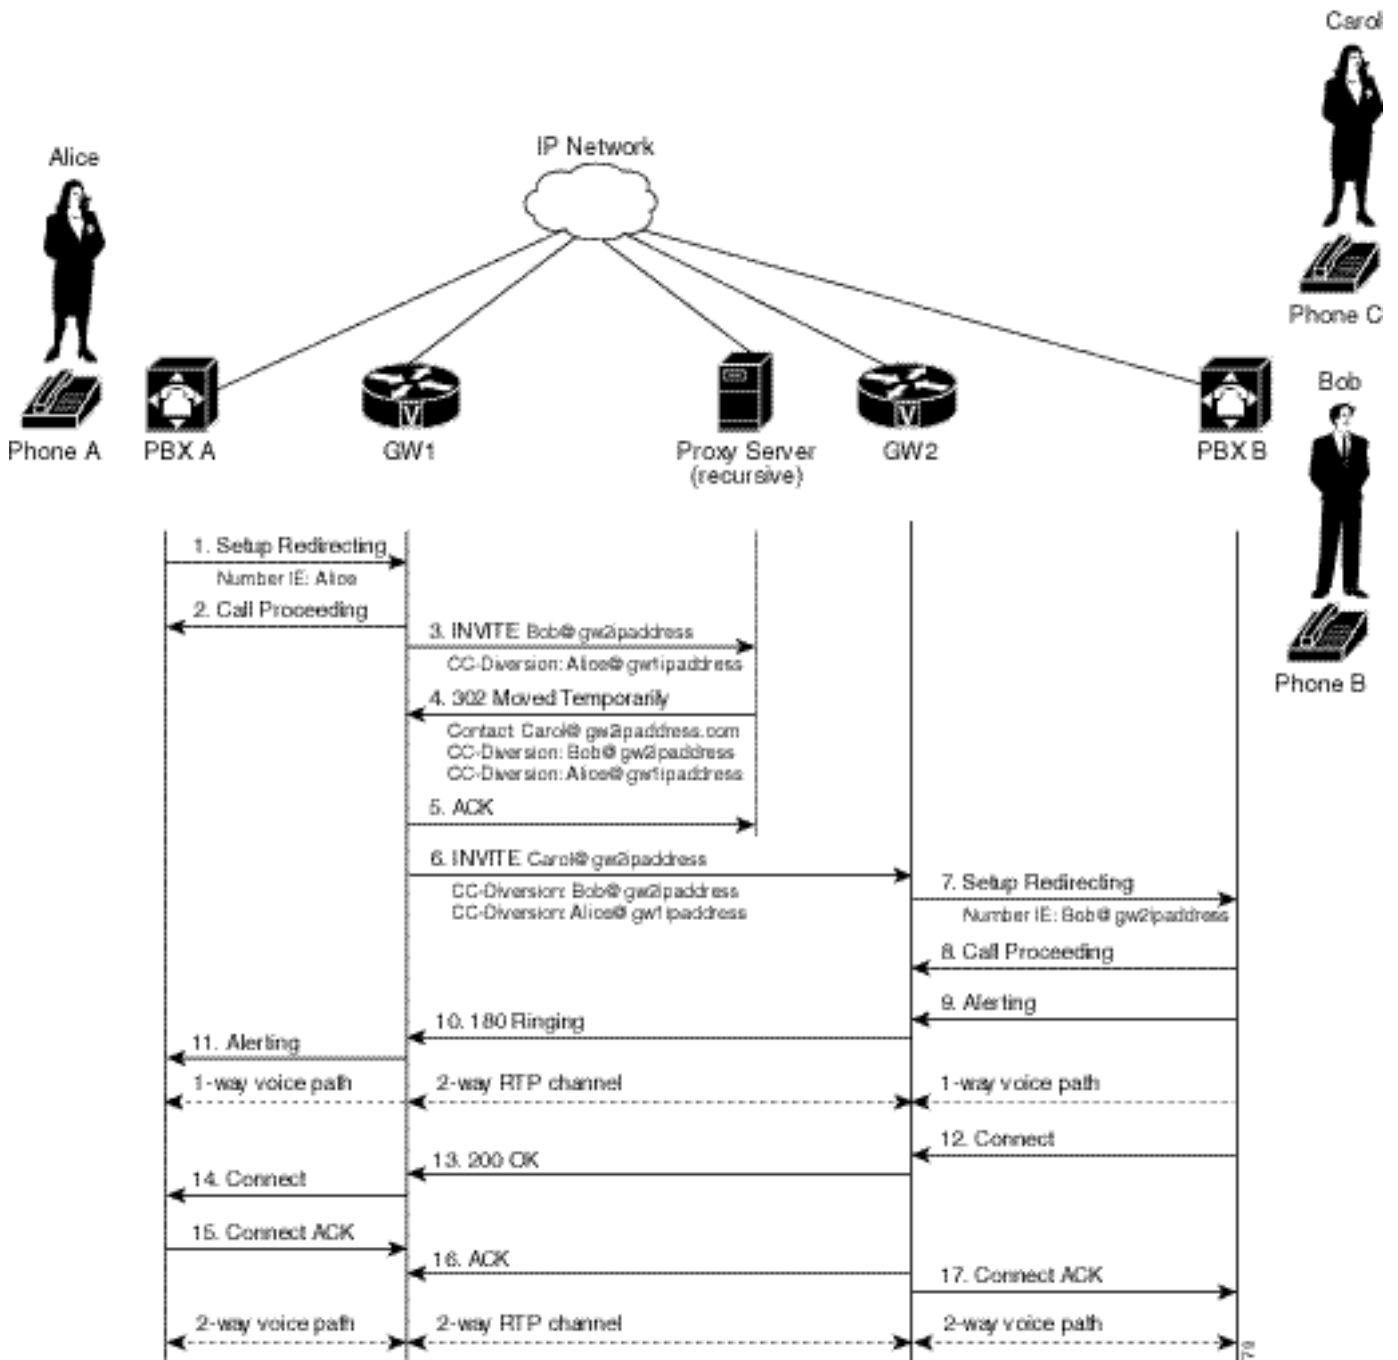 Carol
IP Network
Alice
Phone C
Bob
Phone A
PBX A
GW1
Proxy Server
(recursive)
GW2
PBX B
Phone B
1. Setup Redirecting
Number IE: Alice
2. Call Proceeding
3. INVITE Bob@gw2ipaddress
CC-Diversion: Alice@gw1ipaddress
4. 302 Moved Temporarily
Contact: Carol@gw2ipaddress.com
CC-Diversion: Bob@gw2ipaddress
CC-Diversion: Alice@gw1ipaddress
5. ACK
6. INVITE Carol@gw2ipaddress
CC-Diversion: Bob@gw2ipaddress
CC-Diversion: Alice@gw1ipaddress
7. Setup Redirecting
Number IE: Bob@gw2ipaddress
8. Call Proceeding
9. Alerting
10. 180 Ringing
11. Alerting
1-way voice path
2-way RTP channel
1-way voice path
12. Connect
13. 200 OK
14. Connect
15. Connect ACK
16. ACK
17. Connect ACK
2-way voice path
2-way RTP channel
2-way voice path